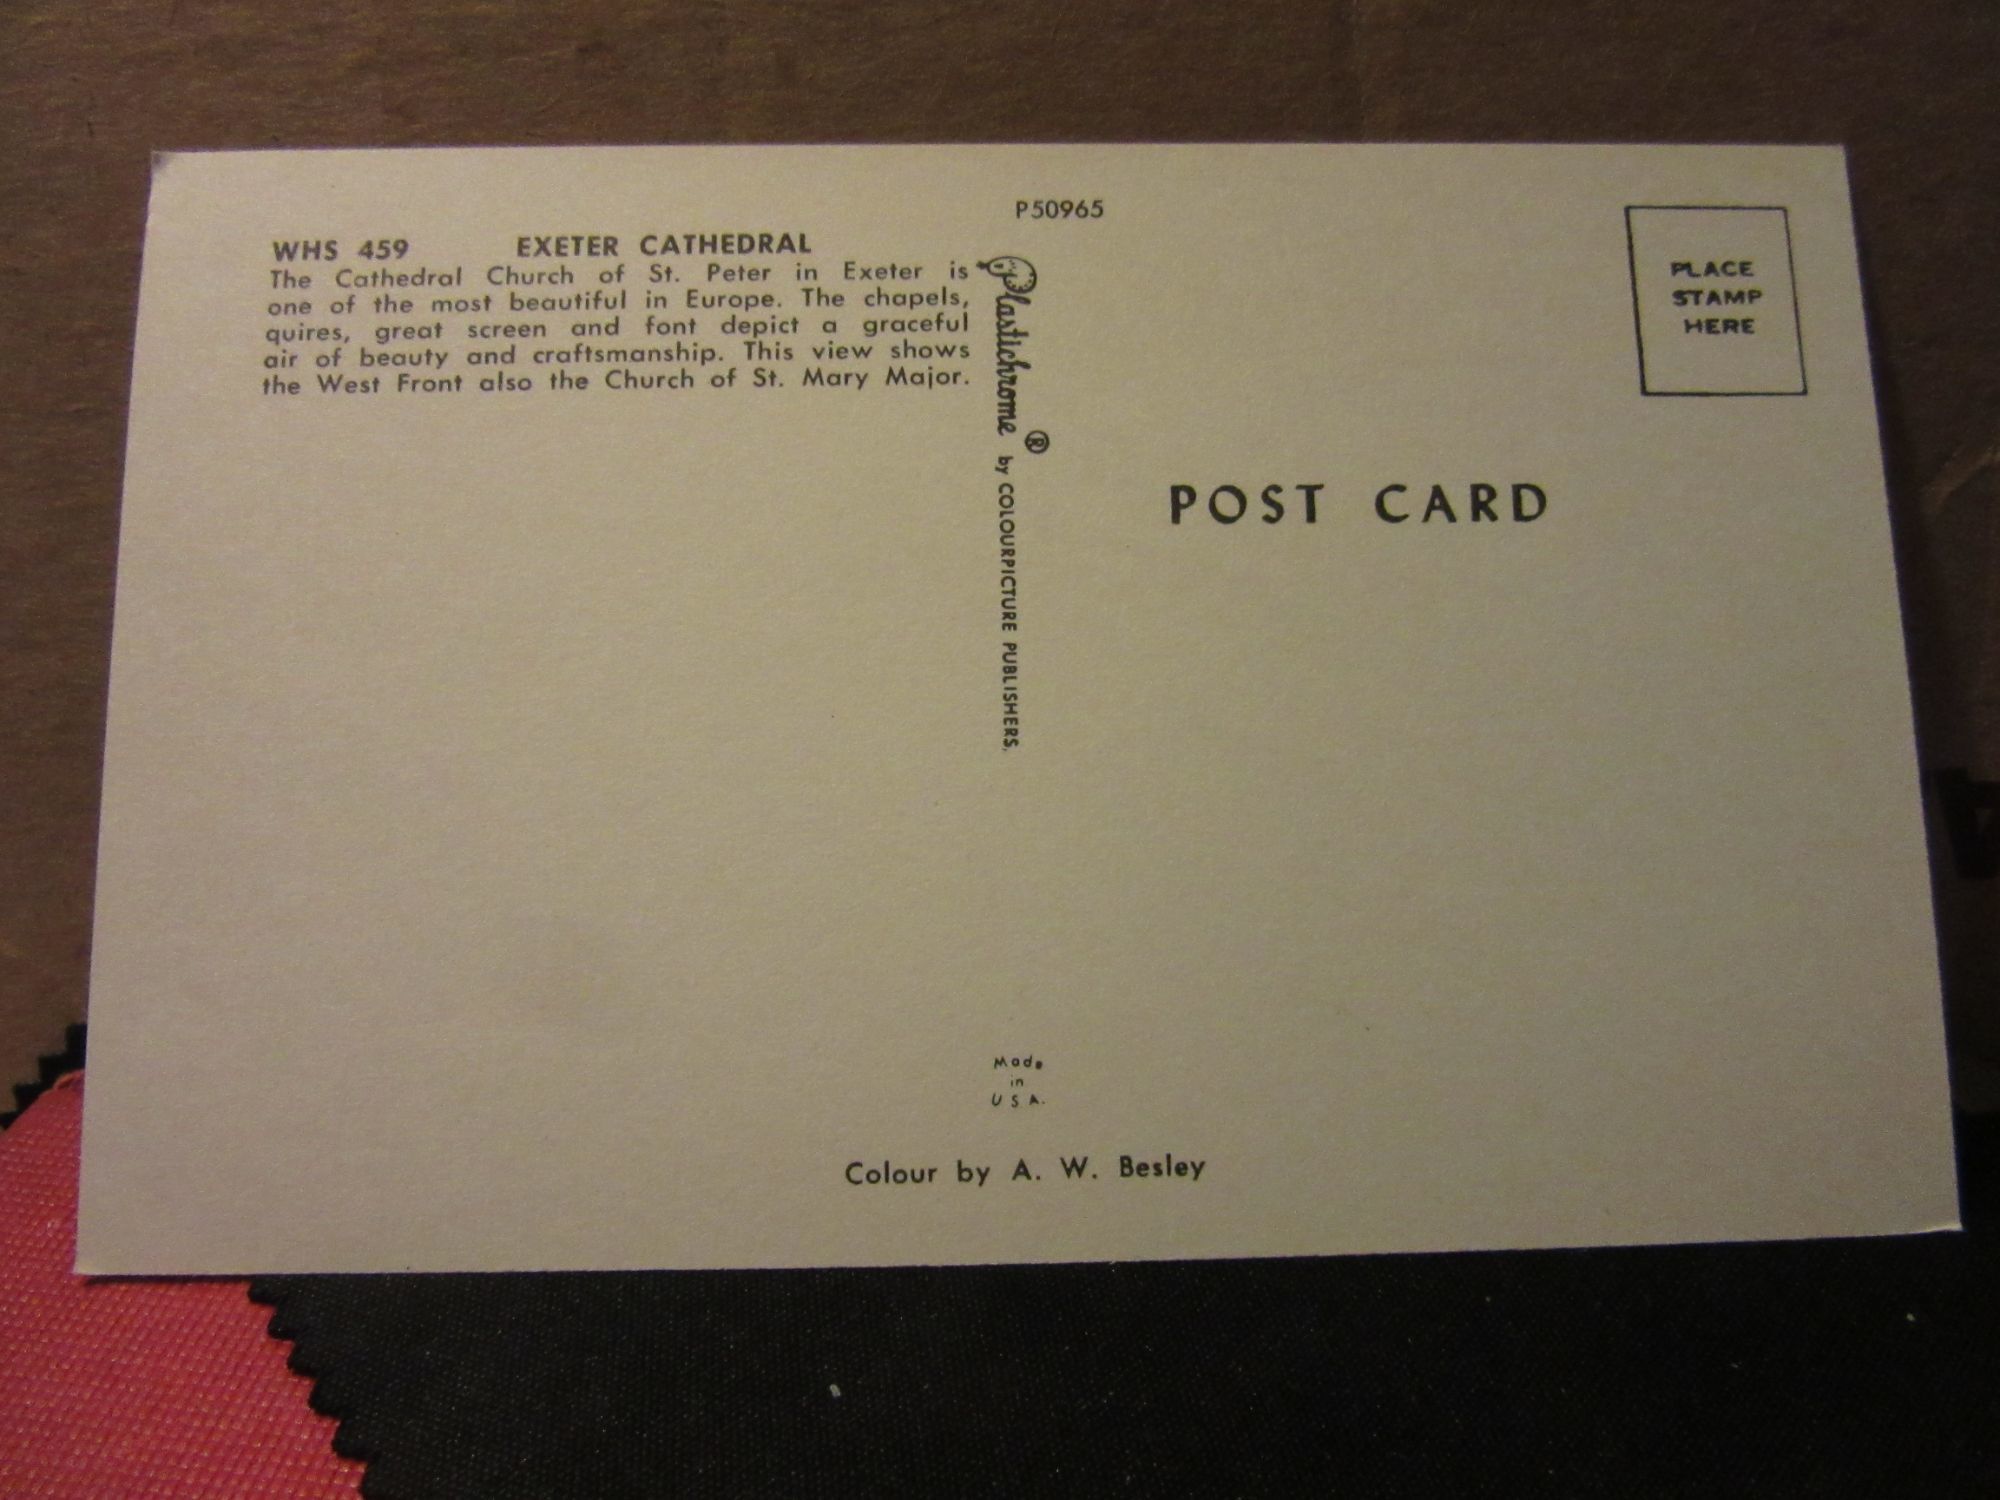 P50965
WHS 459 EXETER CATHEDRAL
The Cathedral Church of St. Peter in Exeter is
one of the most beautiful in Europe. The chapels,
quires, great screen and font depict a graceful
air of beauty and craftsmanship. This view shows
the West Front also the Church of St. Mary Major.
Plastichrome ® by COLOURPICTURE PUBLISHERS.
PLACE
STAMP
HERE
POST CARD
Made
in
U S A.
Colour by A. W. Besley